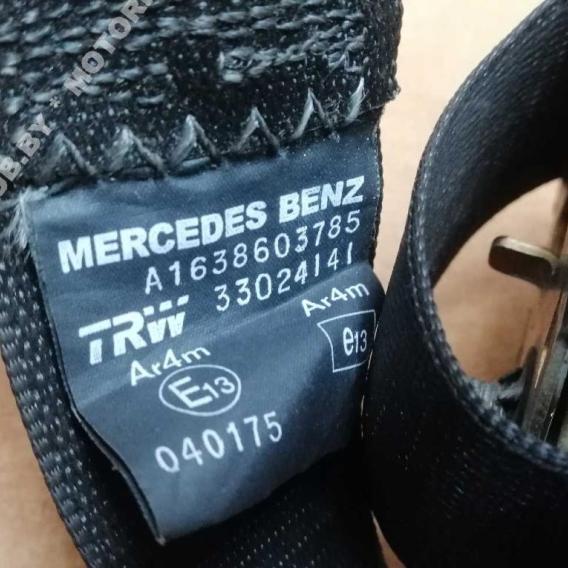 MERCEDES BENZ
A1638603785
33024141
TRW
Ar4m
Ar4m
E13
e13
040175